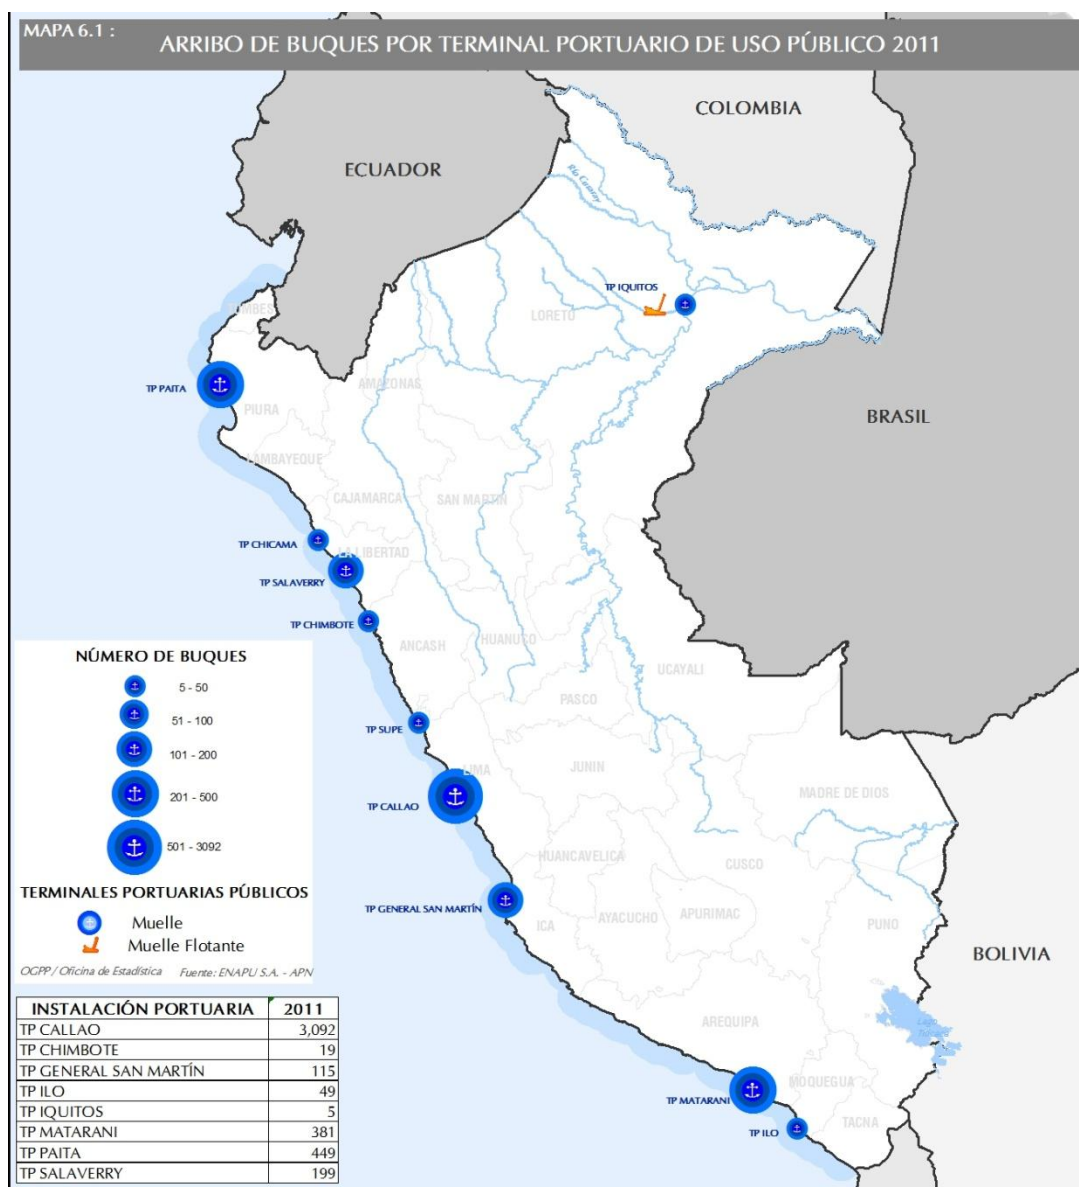 MAPA 6.1 :
ARRIBO DE BUQUES POR TERMINAL PORTUARIO DE USO PÚBLICO 2011
COLOMBIA
ECUADOR
TP IQUITOS
LORETO
TP PAITA
AMAZONAS
PIURA
BRASIL
LAMBAYEQUE
CAJAMARCA
SAN MARTÍN
TP CHICAMA
LA LIBERTAD
TP SALAVERRY
TP CHIMBOTE
ANCASH
HUANUCO
UCAYALI
PASCO
TP SUPE
LIMA
JUNIN
TP CALLAO
MADRE DE DIOS
HUANCAVELICA
CUSCO
TP GENERAL SAN MARTÍN
ICA
AYACUCHO
APURIMAC
PUNO
BOLIVIA
AREQUIPA
MOQUEGUA
TP MATARANI
TACNA
TP ILO
NÚMERO DE BUQUES
5 - 50
51 - 100
101 - 200
201 - 500
501 - 3092
TERMINALES PORTUARIAS PÚBLICOS
Muelle
Muelle Flotante
OGPP / Oficina de Estadística Fuente: ENAPU S.A. - APN
INSTALACIÓN PORTUARIA 2011
TP CALLAO 3,092
TP CHIMBOTE 19
TP GENERAL SAN MARTÍN 115
TP ILO 49
TP IQUITOS 5
TP MATARANI 381
TP PAITA 449
TP SALAVERRY 199